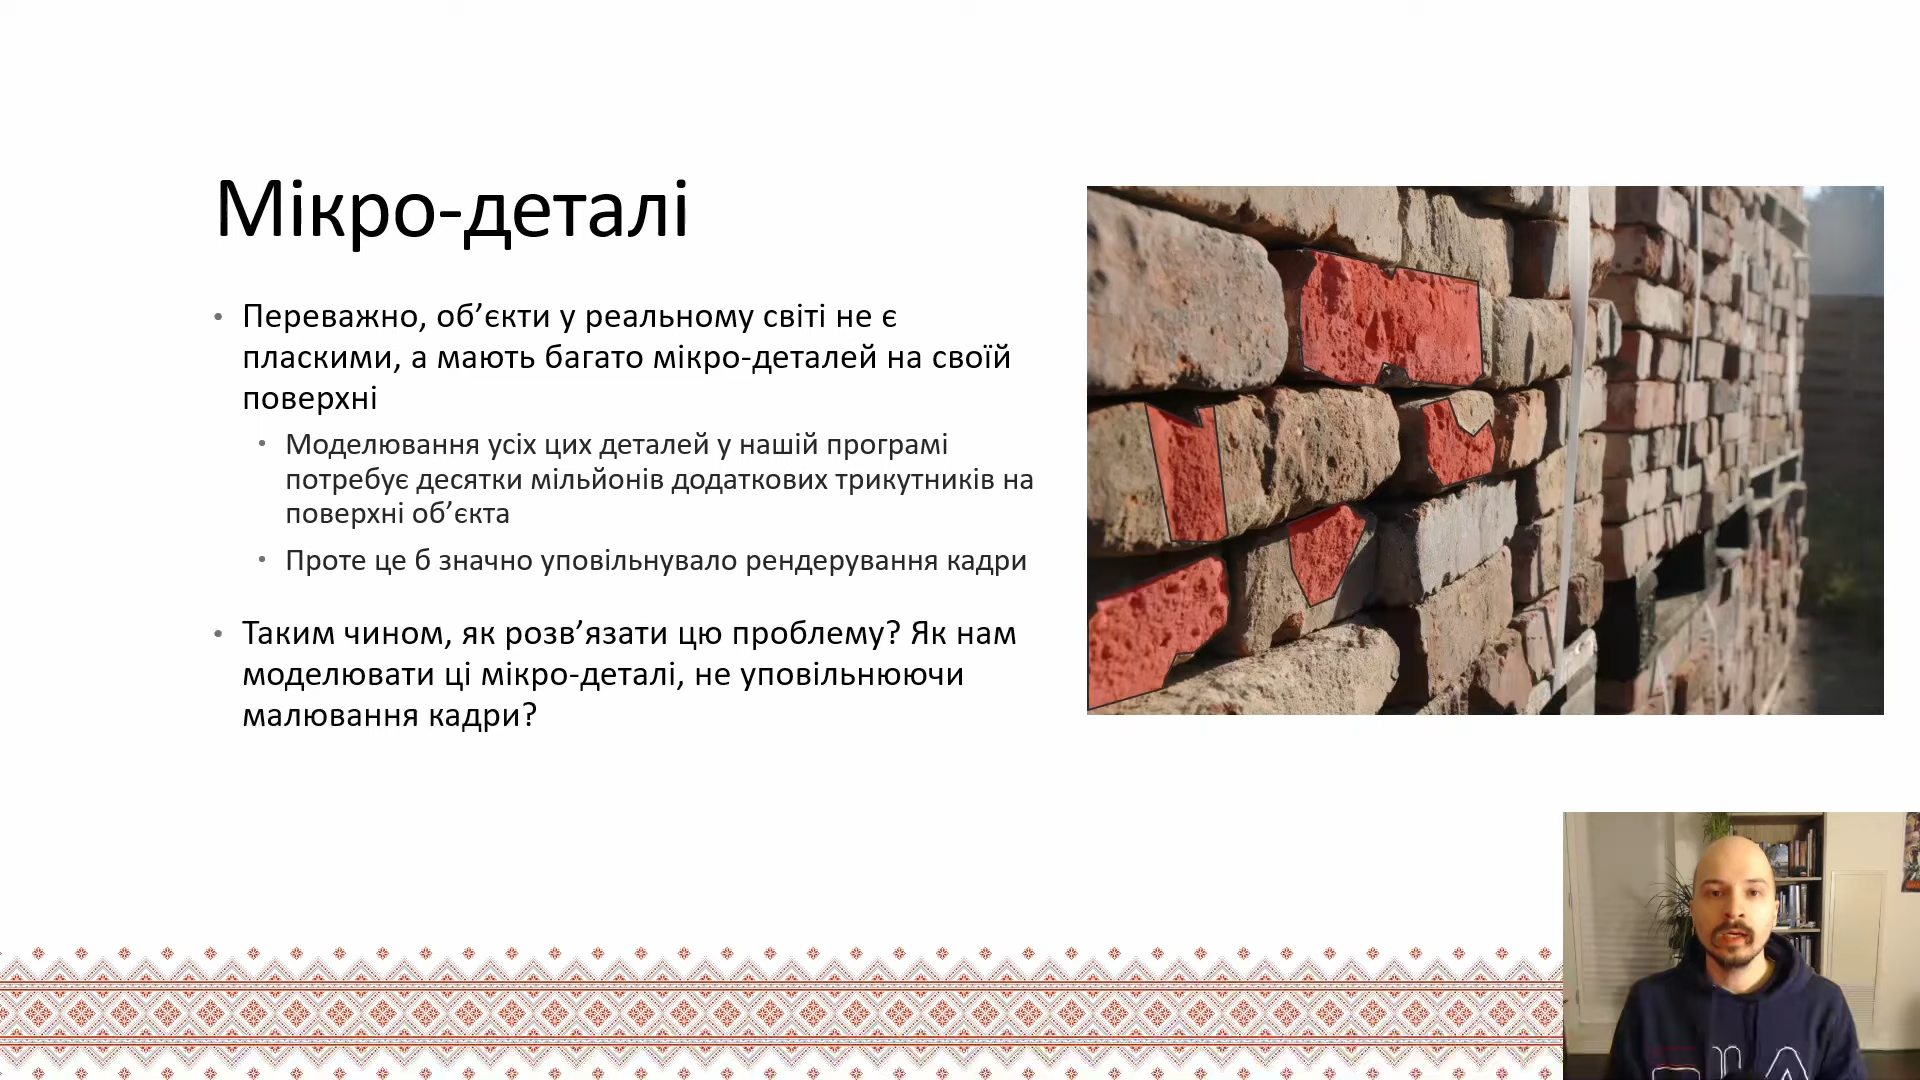 Мікро-деталі
• Переважно, об’єкти у реальному світі не є
пласкими, а мають багато мікро-деталей на своїй
поверхні
• Моделювання усіх цих деталей у нашій програмі
потребує десятки мільйонів додаткових трикутників на
поверхні об’єкта
• Проте це б значно уповільнувало рендерування кадри
• Таким чином, як розв’язати цю проблему? Як нам
моделювати ці мікро-деталі, не уповільнюючи
малювання кадри?